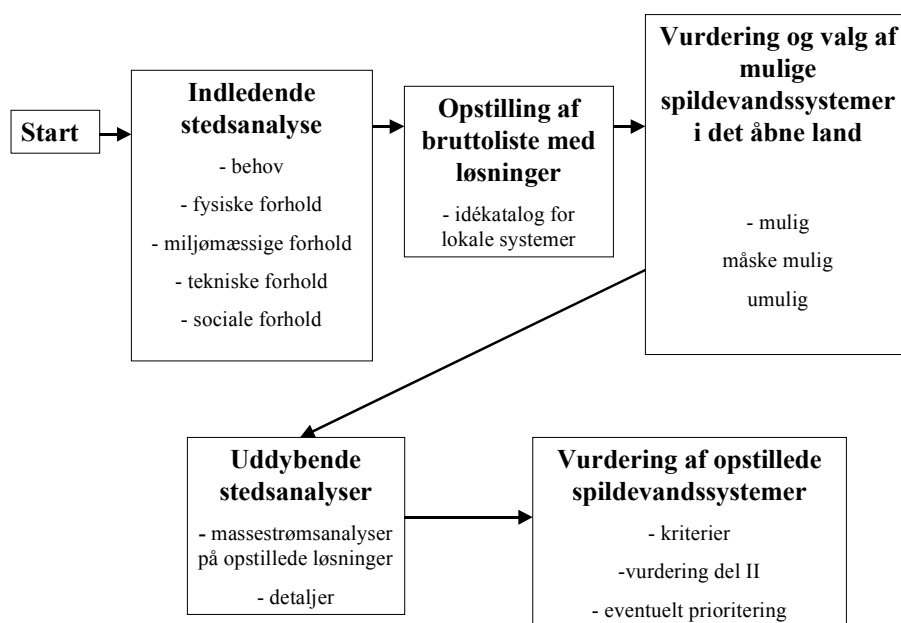 Start
Indledende
stedsanalyse
- behov
- fysiske forhold
- miljømæssige forhold
- tekniske forhold
- sociale forhold
Opstilling af
bruttoliste med
løsninger
- idékatalog for
lokale systemer
Vurdering og valg af
mulige
spildevandssystemer
i det åbne land
- mulig
måske mulig
umulig
Uddybende
stedsanalyser
- massestrømsanalyser
på opstillede løsninger
- detaljer
Vurdering af opstillede
spildevandssystemer
- kriterier
-vurdering del II
- eventuelt prioritering